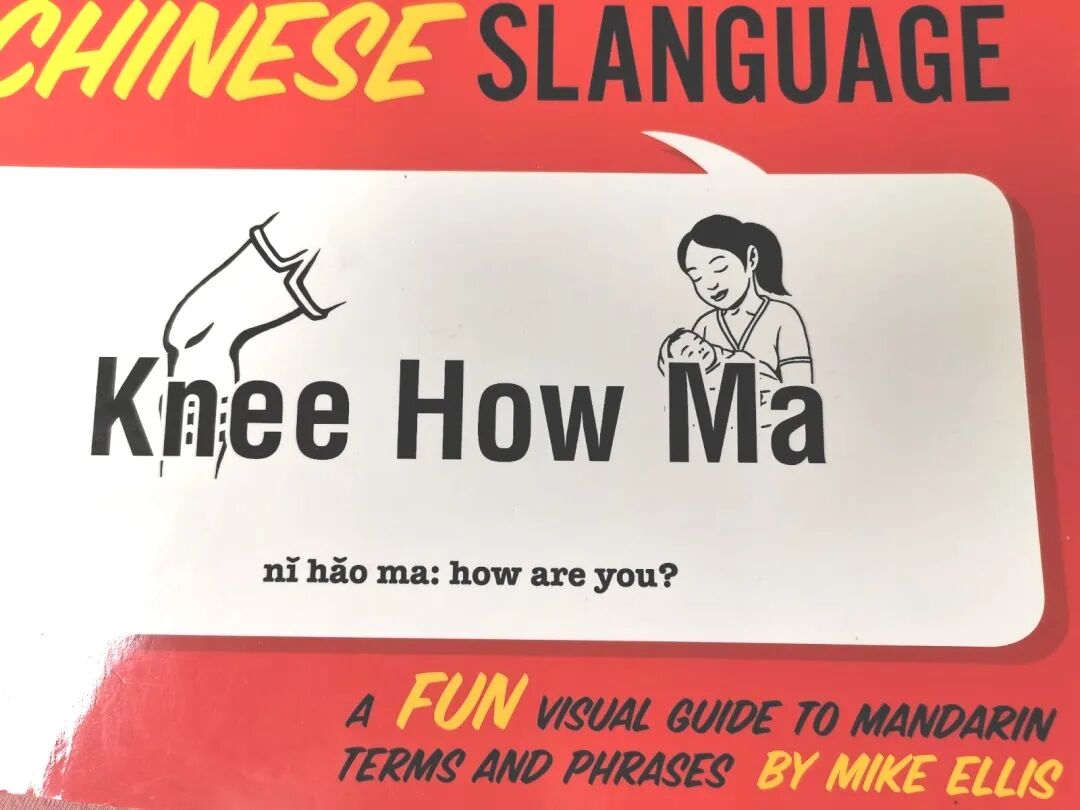 CHINESE SLANGUAGE
Knee How Ma
nǐ hǎo ma: how are you?
A FUN VISUAL GUIDE TO MANDARIN
TERMS AND PHRASES BY MIKE ELLIS